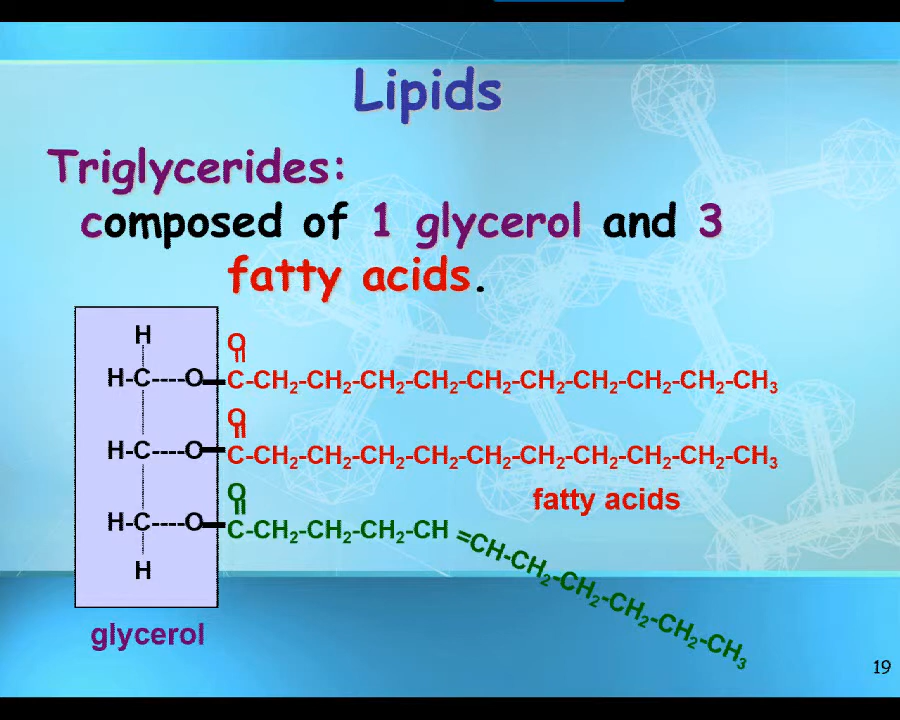 Lipids
Triglycerides:
composed of 1 glycerol and 3
fatty acids.
H
O
H-C----O-C-CH2-CH2-CH2-CH2-CH2-CH2-CH2-CH2-CH2-CH3
O
H-C----O-C-CH2-CH2-CH2-CH2-CH2-CH2-CH2-CH2-CH2-CH3
fatty acids
O
H-C----O-C-CH2-CH2-CH2-CH=CH-CH2-CH2-CH2-CH2-CH3
H
glycerol
19